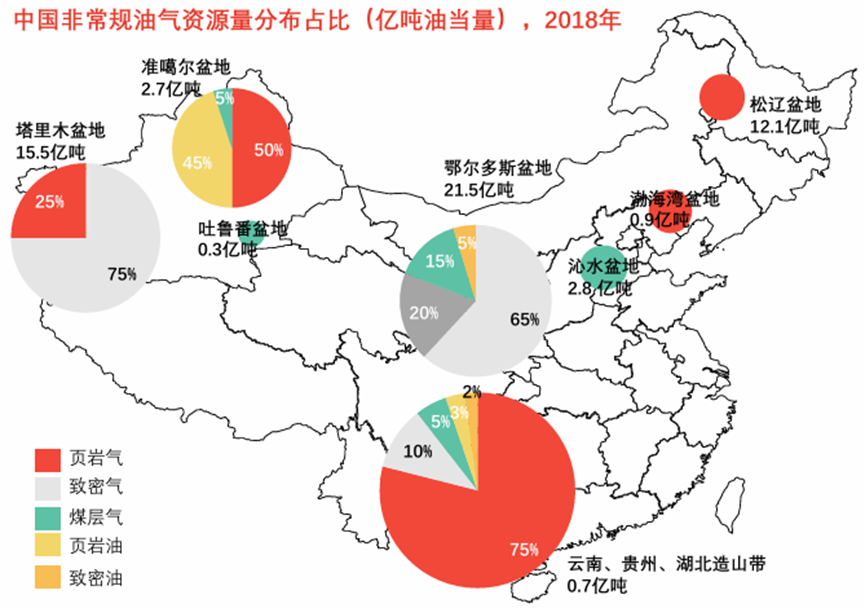 中国非常规油气资源量分布占比（亿吨油当量），2018年
准噶尔盆地
2.7亿吨
5%
50%
45%
塔里木盆地
15.5亿吨
25%
75%
吐鲁番盆地
0.3亿吨
鄂尔多斯盆地
21.5亿吨
5%
15%
20%
65%
松辽盆地
12.1亿吨
渤海湾盆地
0.9亿吨
沁水盆地
2.8 亿吨
2%
3%
5%
10%
75%
云南、贵州、湖北造山带
0.7亿吨
页岩气
致密气
煤层气
页岩油
致密油